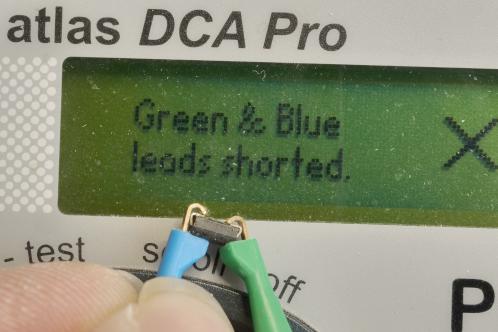 atlas DCA Pro
Green & Blue
leads shorted.
- test
off
P